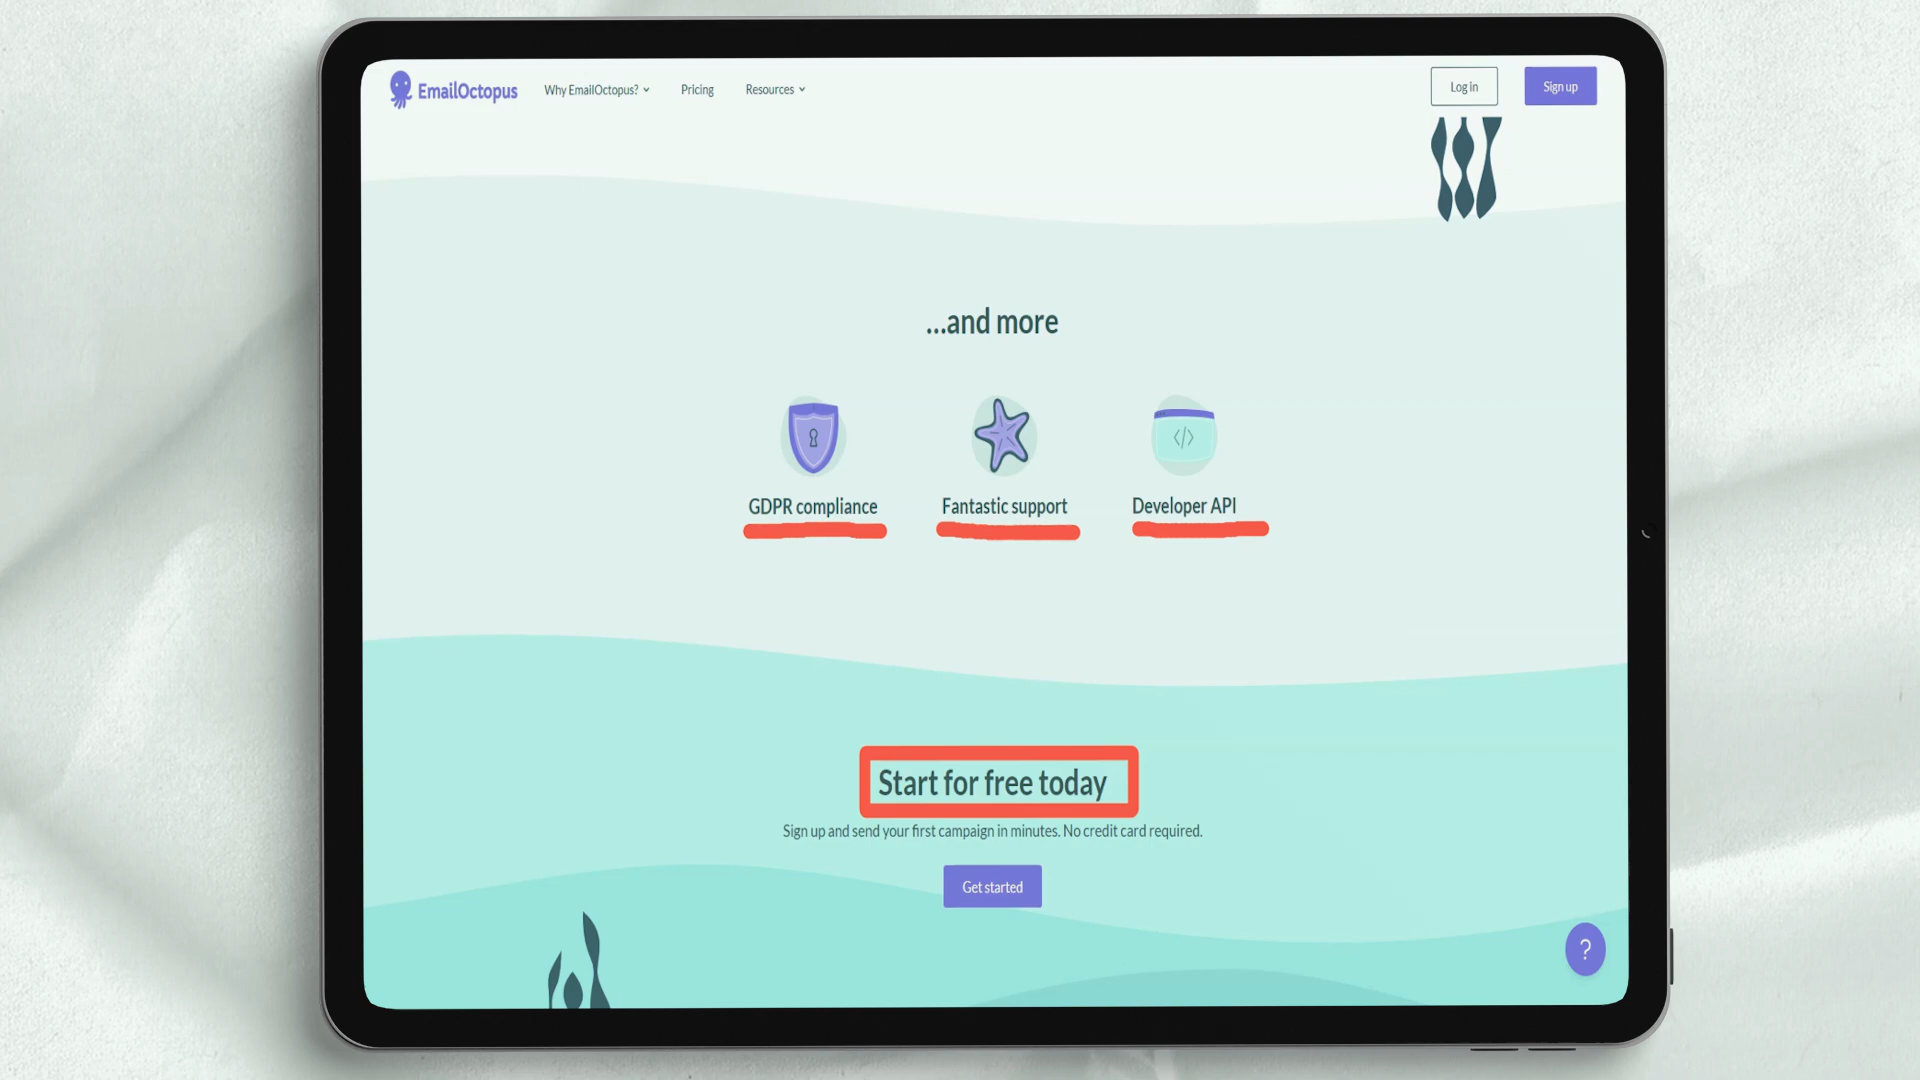 EmailOctopus
Why EmailOctopus?
Pricing
Resources
Log in
Sign up
...and more
GDPR compliance
Fantastic support
Developer API
</>
Start for free today
Sign up and send your first campaign in minutes. No credit card required.
Get started
?